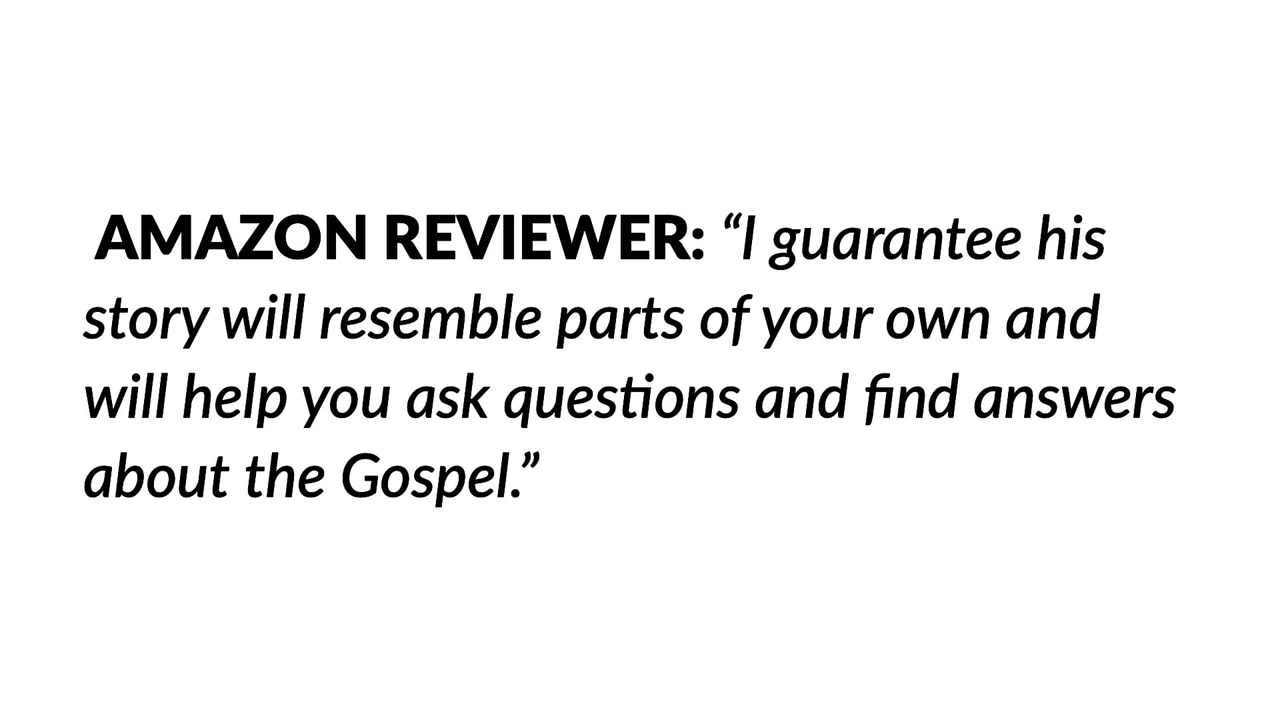 AMAZON REVIEWER: “I guarantee his
story will resemble parts of your own and
will help you ask questions and find answers
about the Gospel.”